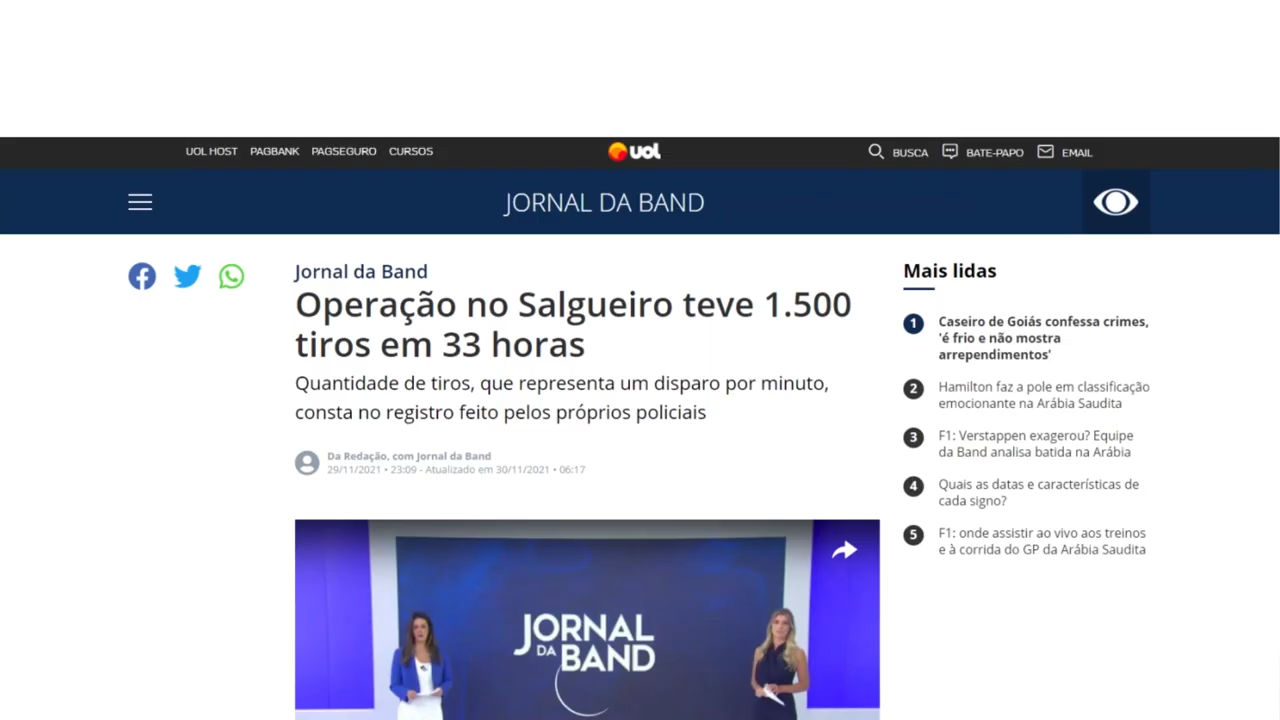 UOL HOST PAGBANK PAGSEGURO CURSOS uol BUSCA BATE-PAPO EMAIL
JORNAL DA BAND
Jornal da Band
Operação no Salgueiro teve 1.500
tiros em 33 horas
Quantidade de tiros, que representa um disparo por minuto,
consta no registro feito pelos próprios policiais
Da Redação, com Jornal da Band
29/11/2021 • 23:09 - Atualizado em 30/11/2021 • 06:17
JORNAL
DA BAND
Mais lidas
1 Caseiro de Goiás confessa crimes,
'é frio e não mostra
arrependimentos'
2 Hamilton faz a pole em classificação
emocionante na Arábia Saudita
3 F1: Verstappen exagerou? Equipe
da Band analisa batida na Arábia
4 Quais as datas e características de
cada signo?
5 F1: onde assistir ao vivo aos treinos
e à corrida do GP da Arábia Saudita